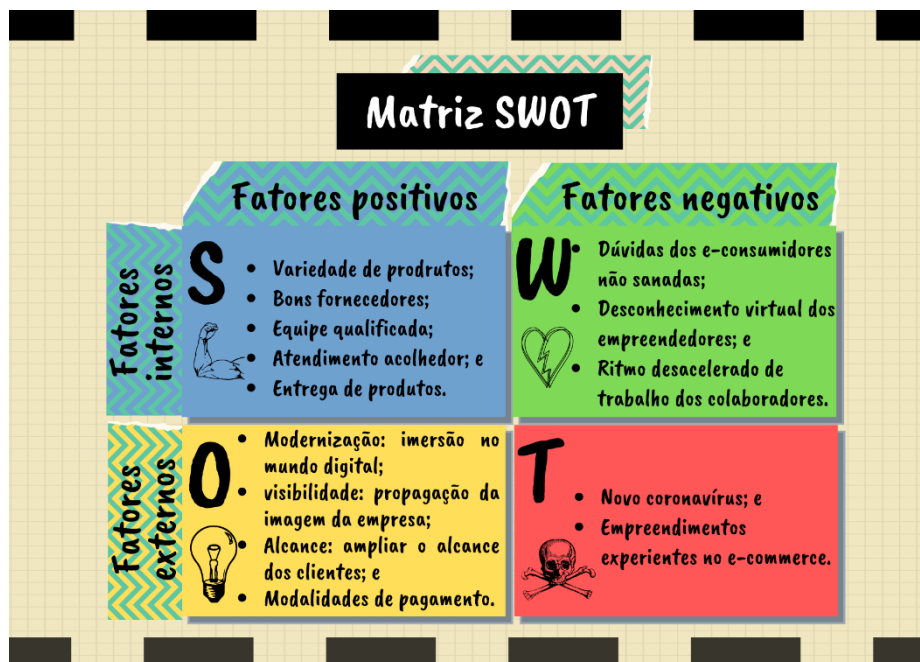 Matriz SWOT
Fatores positivos
Fatores negativos
Fatores
internos
S
• Variedade de prodrutos;
• Bons fornecedores;
• Equipe qualificada;
• Atendimento acolhedor; e
• Entrega de produtos.
W
• Dúvidas dos e-consumidores
não sanadas;
• Desconhecimento virtual dos
empreendedores; e
• Ritmo desacelerado de
trabalho dos colaboradores.
Fatores
externos
O
• Modernização: imersão no
mundo digital;
• visibilidade: propagação da
imagem da empresa;
• Alcance: ampliar o alcance
dos clientes; e
• Modalidades de pagamento.
T
• Novo coronavírus; e
• Empreendimentos
experientes no e-commerce.